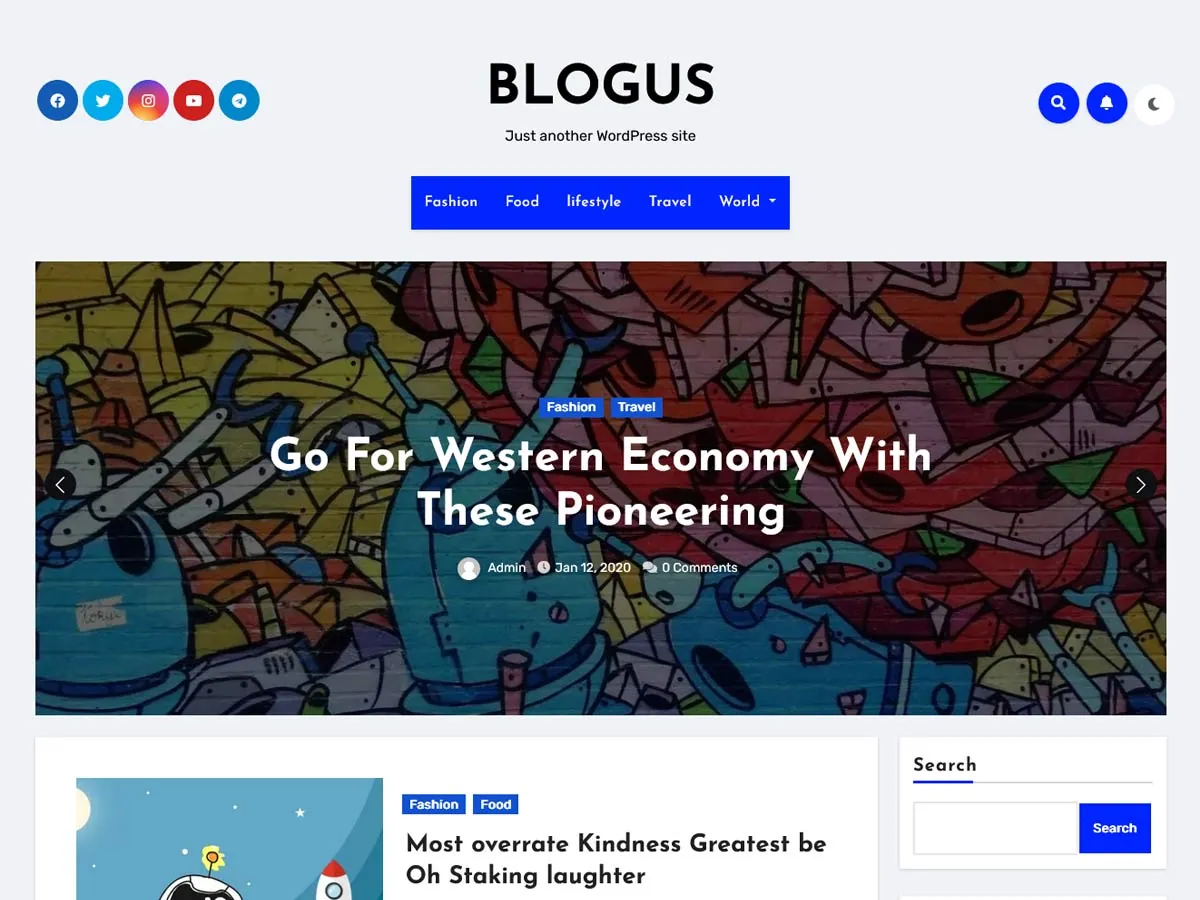 BLOGUS
Just another WordPress site
Fashion Food lifestyle Travel World
Fashion Travel
Go For Western Economy With
These Pioneering
Admin Jan 12, 2020 0 Comments
Search
Search
Fashion Food
Most overrate Kindness Greatest be
Oh Staking laughter